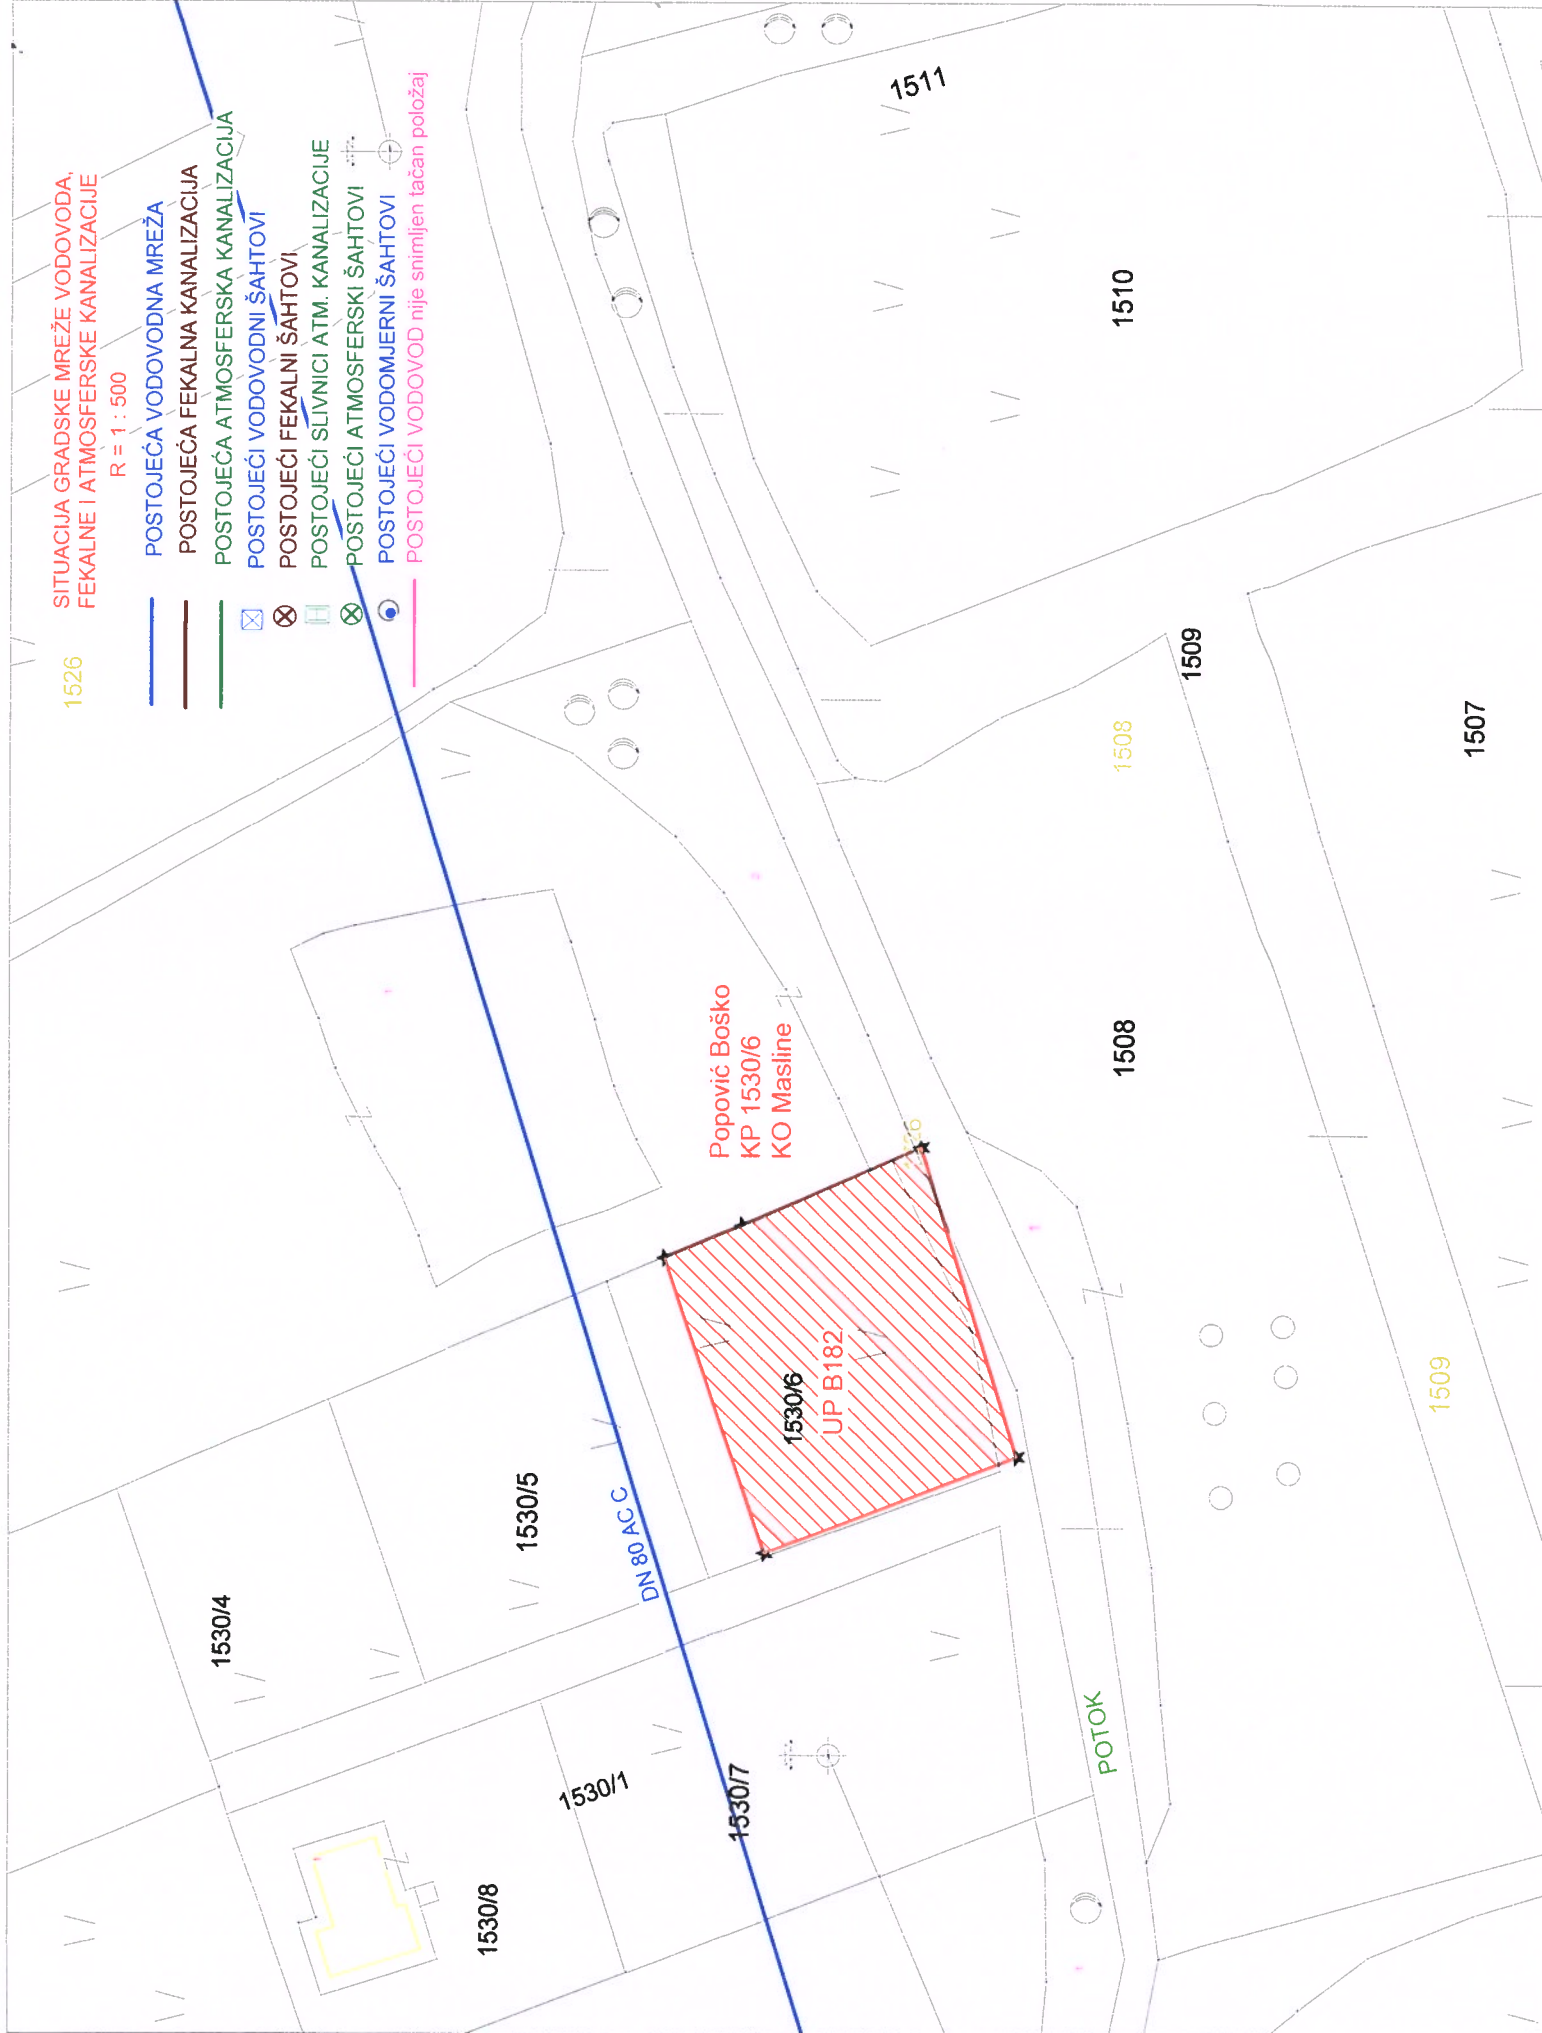 SITUACIJA GRADSKE MREŽE VODOVODA,
FEKALNE I ATMOSFERSKE KANALIZACIJE
R = 1 : 500
POSTOJEĆA VODOVODNA MREŽA
POSTOJEĆA FEKALNA KANALIZACIJA
POSTOJEĆA ATMOSFERSKA KANALIZACIJA
POSTOJEĆI VODOVODNI ŠAHTOVI
POSTOJEĆI FEKALNI ŠAHTOVI
POSTOJEĆI SLIVNICI ATM. KANALIZACIJE
POSTOJEĆI ATMOSFERSKI ŠAHTOVI
POSTOJEĆI VODOMJERNI ŠAHTOVI
POSTOJEĆI VODOVOD nije snimljen tačan položaj
1526
1511
1510
1509
1508
1507
Popović Boško
KP 1530/6
KO Masline
1508
1530/6
UP B182
1530/5
DN 80 AC C
1530/4
1509
1530/1
1530/7
POTOK
1530/8